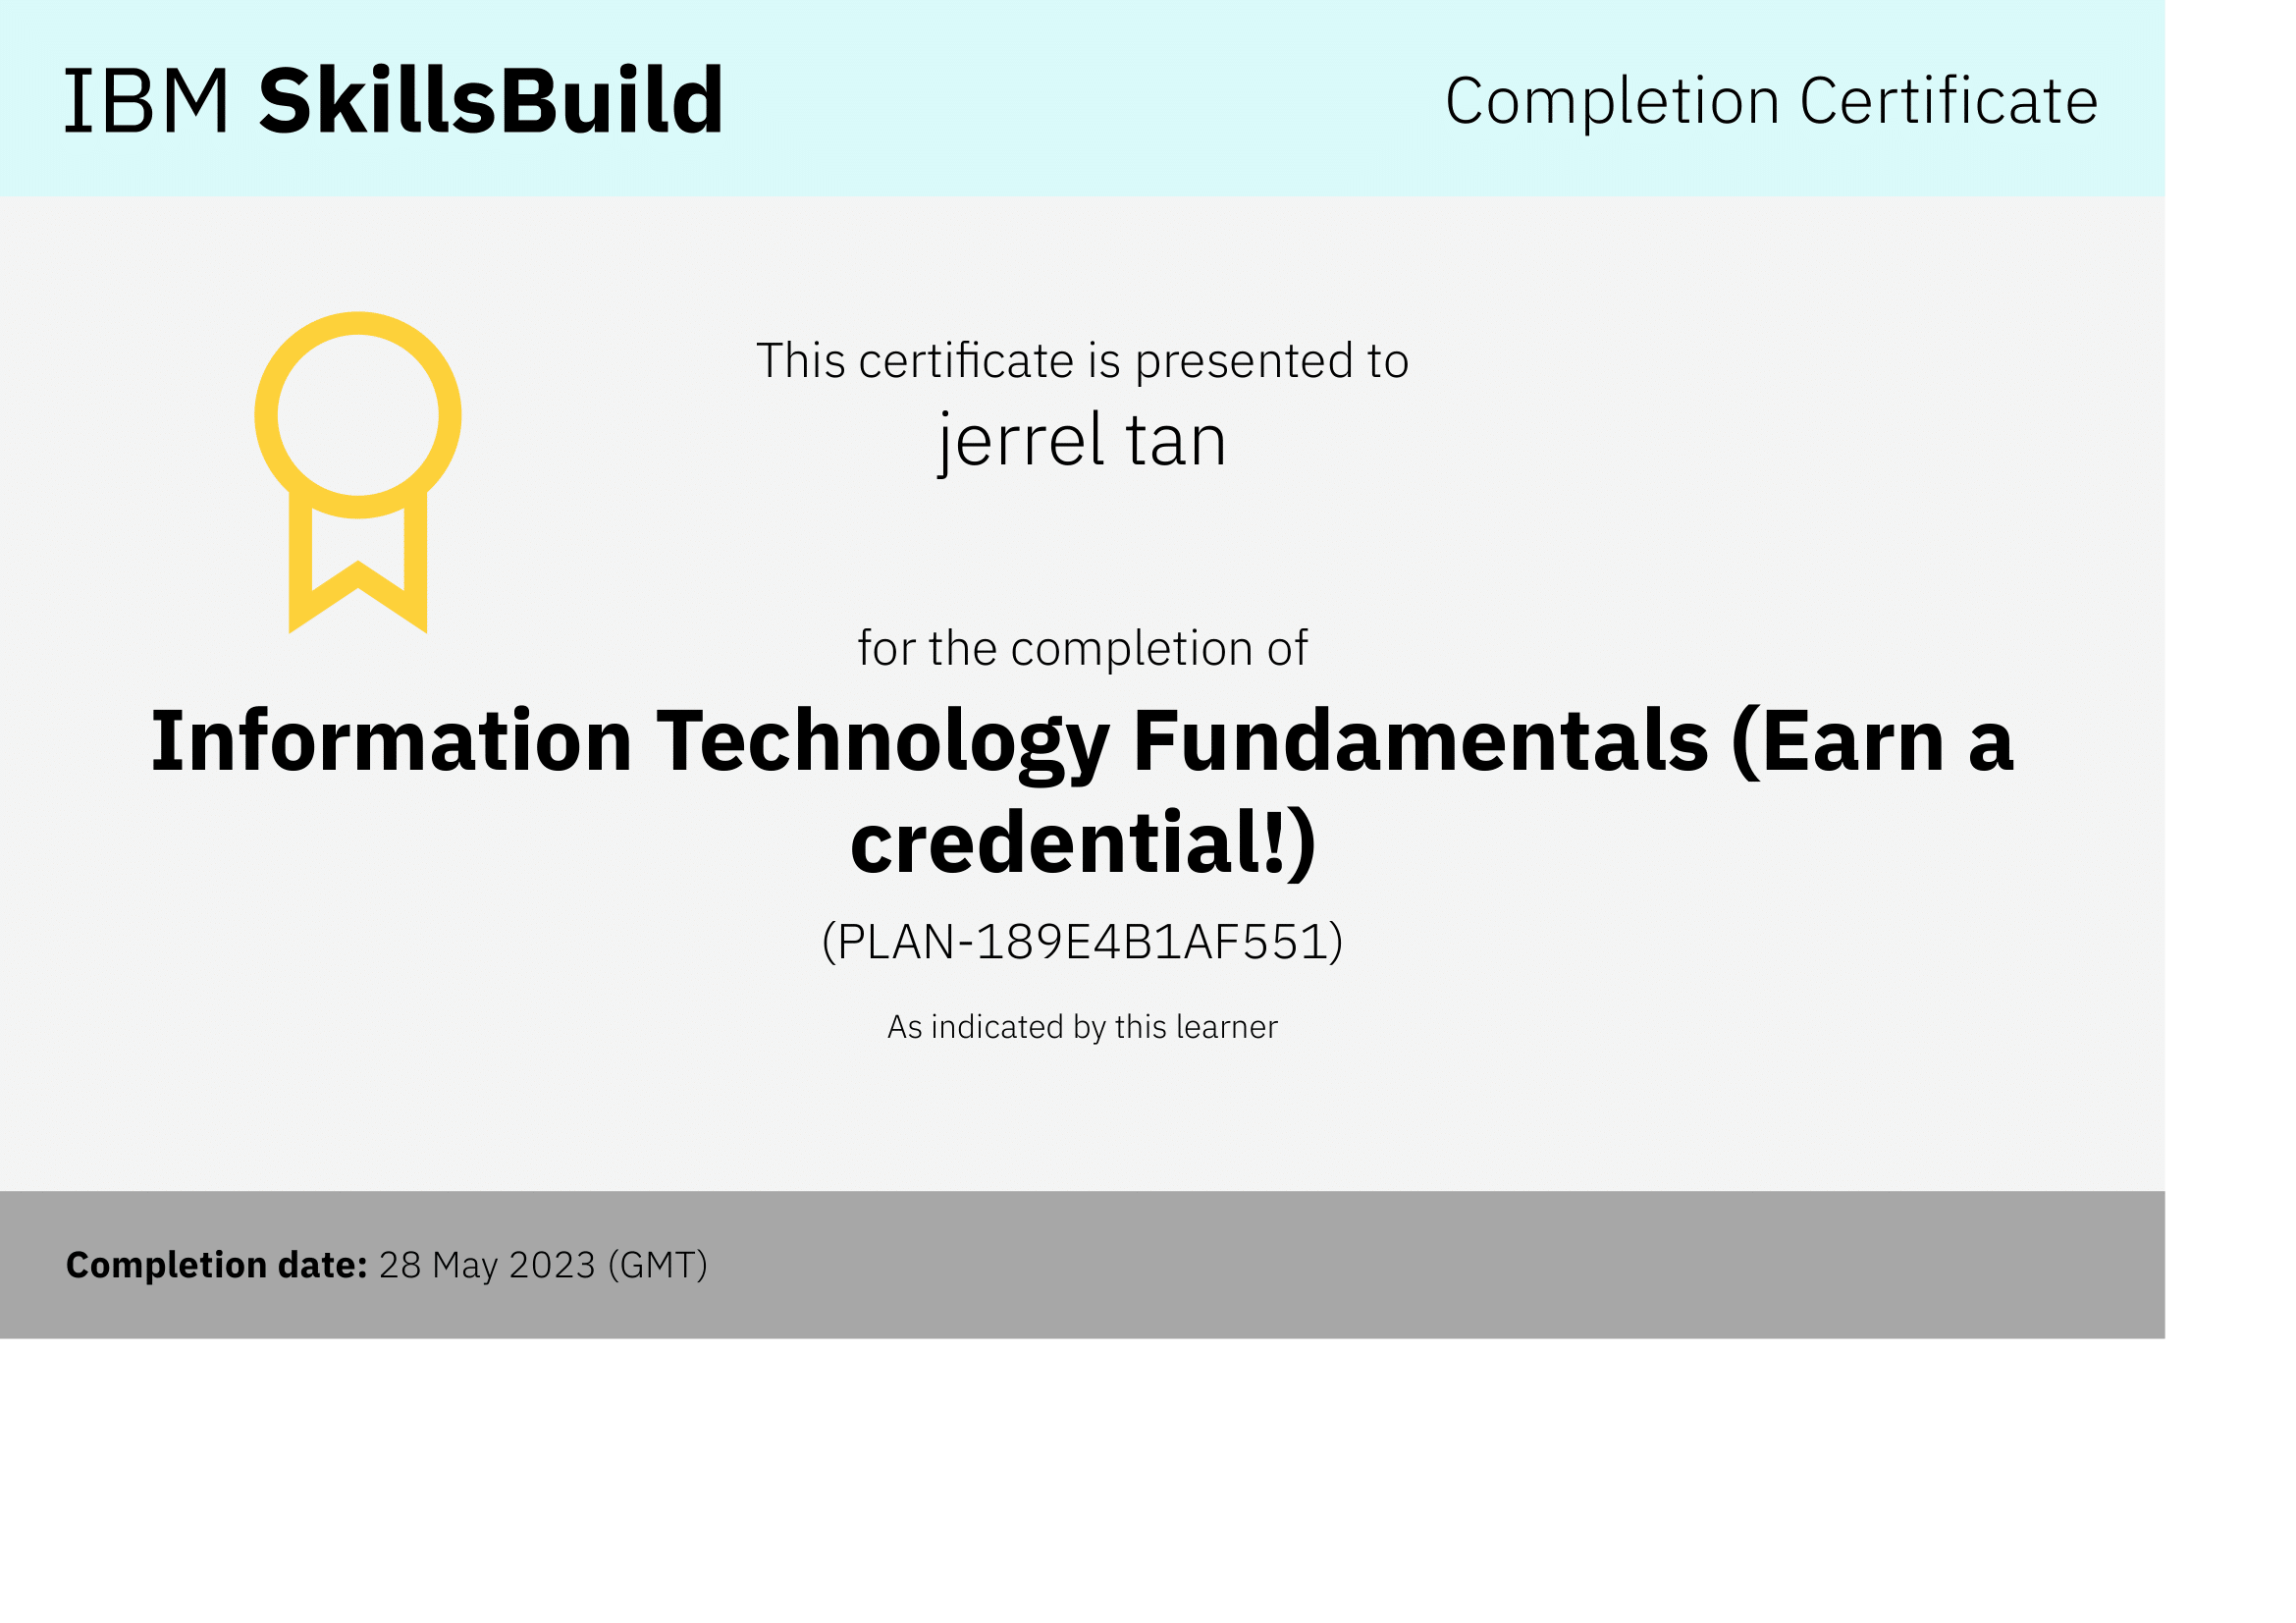 IBM SkillsBuild
Completion Certificate
This certificate is presented to
jerrel tan
for the completion of
Information Technology Fundamentals (Earn a
credential!)
(PLAN-189E4B1AF551)
As indicated by this learner
Completion date: 28 May 2023 (GMT)